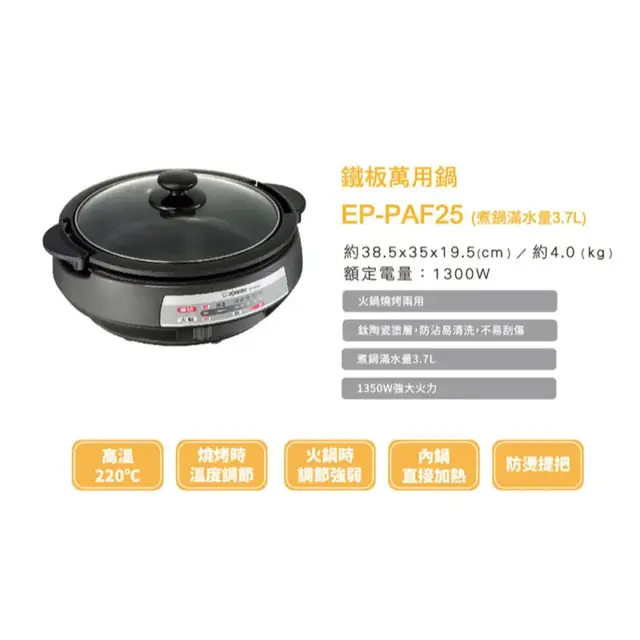 鐵板萬用鍋
EP-PAF25 (煮鍋滿水量3.7L)
約38.5x35x19.5(cm) ／ 約4.0 ( kg )
額定電量：1300W
火鍋燒烤兩用
鈦陶瓷塗層,防沾易清洗,不易刮傷
煮鍋滿水量3.7L
1350W強大火力
高溫
220℃
燒烤時
溫度調節
火鍋時
調節強弱
內鍋
直接加熱
防燙提把